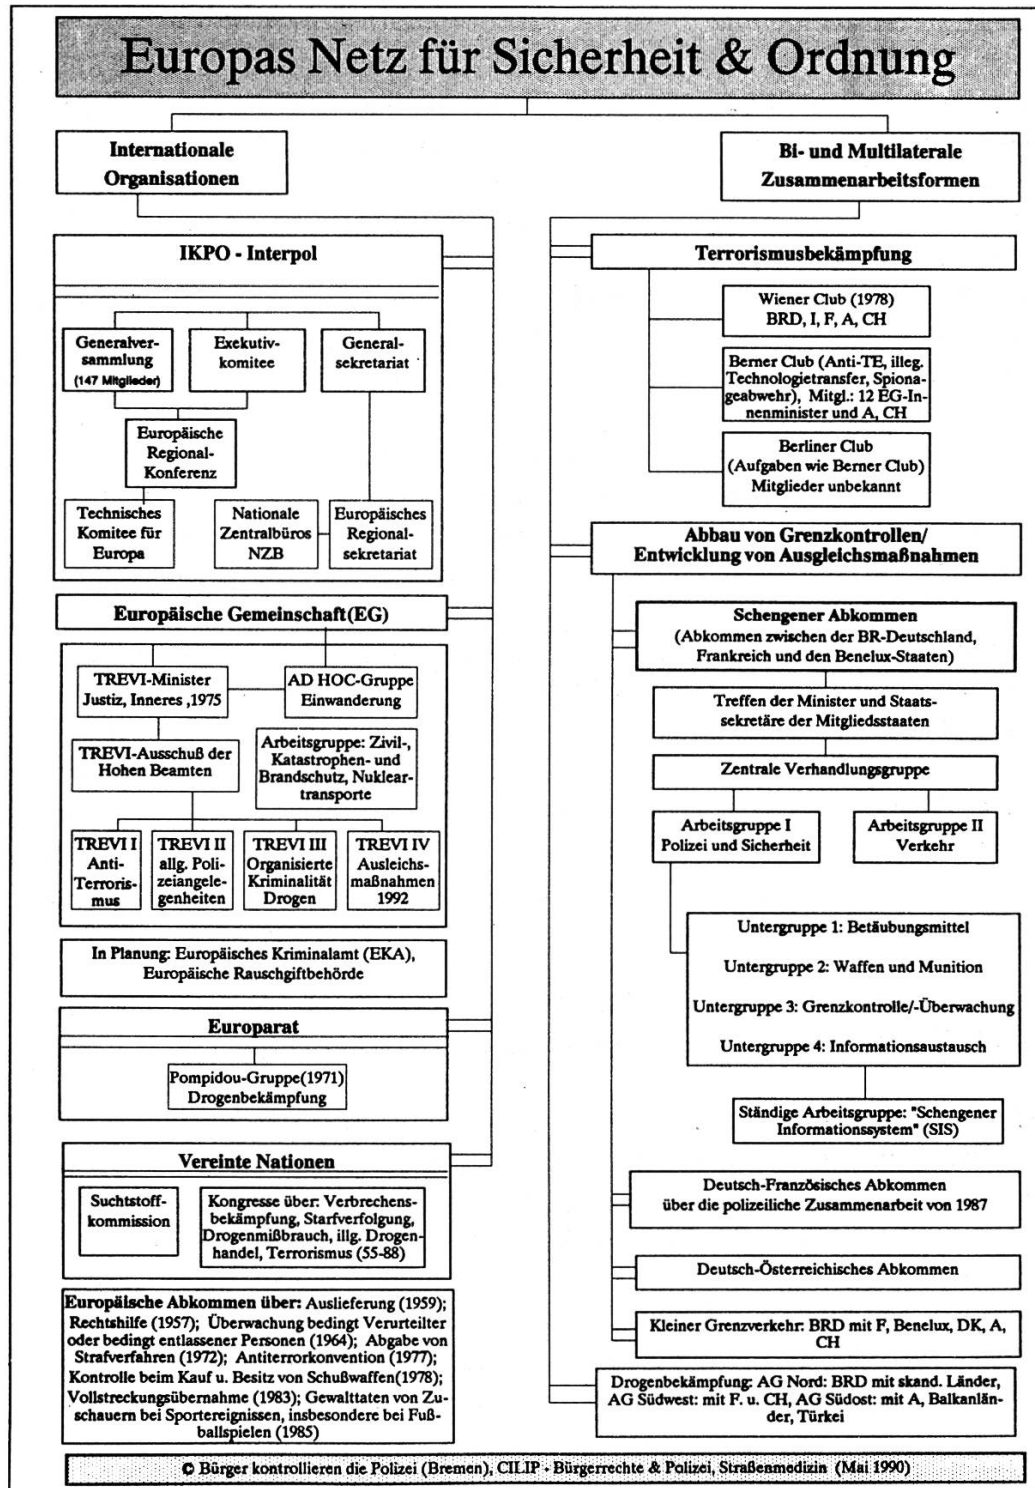 Europas Netz für Sicherheit & Ordnung
Internationale
Organisationen
IKPO - Interpol
Generalver-
sammlung
(147 Mitglieder)
Exekutiv-
komitee
General-
sekretariat
Europäische
Regional-
Konferenz
Technisches
Komitee für
Europa
Nationale
Zentralbüros
NZB
Europäisches
Regional-
sekretariat
Europäische Gemeinschaft(EG)
TREVI-Minister
Justiz, Inneres ,1975
AD HOC-Gruppe
Einwanderung
TREVI-Ausschuß der
Hohen Beamten
Arbeitsgruppe: Zivil-,
Katastrophen- und
Brandschutz, Nuklear-
transporte
TREVI I
Anti-
Terroris-
mus
TREVI II
allg. Poli-
zeiangele-
genheiten
TREVI III
Organisierte
Kriminalität
Drogen
TREVI IV
Ausleichs-
maßnahmen
1992
In Planung: Europäisches Kriminalamt (EKA),
Europäische Rauschgiftbehörde
Europarat
Pompidou-Gruppe(1971)
Drogenbekämpfung
Vereinte Nationen
Suchtstoff-
kommission
Kongresse über: Verbrechens-
bekämpfung, Starfverfolgung,
Drogenmißbrauch, illg. Drogen-
handel, Terrorismus (55-88)
Europäische Abkommen über: Auslieferung (1959);
Rechtshilfe (1957); Überwachung bedingt Verurteilter
oder bedingt entlassener Personen (1964); Abgabe von
Strafverfahren (1972); Antiterrorkonvention (1977);
Kontrolle beim Kauf u. Besitz von Schußwaffen(1978);
Vollstreckungsübernahme (1983); Gewalttaten von Zu-
schauern bei Sportereignissen, insbesondere bei Fuß-
ballspielen (1985)
Bi- und Multilaterale
Zusammenarbeitsformen
Terrorismusbekämpfung
Wiener Club (1978)
BRD, I, F, A, CH
Berner Club (Anti-TE, illeg.
Technologietransfer, Spiona-
geabwehr), Mitgl.: 12 EG-In-
nenminister und A, CH
Berliner Club
(Aufgaben wie Berner Club)
Mitglieder unbekannt
Abbau von Grenzkontrollen/
Entwicklung von Ausgleichsmaßnahmen
Schengener Abkommen
(Abkommen zwischen der BR-Deutschland,
Frankreich und den Benelux-Staaten)
Treffen der Minister und Staats-
sekretäre der Mitgliedsstaaten
Zentrale Verhandlungsgruppe
Arbeitsgruppe I
Polizei und Sicherheit
Arbeitsgruppe II
Verkehr
Untergruppe 1: Betäubungsmittel
Untergruppe 2: Waffen und Munition
Untergruppe 3: Grenzkontrolle/-Überwachung
Untergruppe 4: Informationsaustausch
Ständige Arbeitsgruppe: "Schengener
Informationssystem" (SIS)
Deutsch-Französisches Abkommen
über die polizeiliche Zusammenarbeit von 1987
Deutsch-Österreichisches Abkommen
Kleiner Grenzverkehr: BRD mit F, Benelux, DK, A,
CH
Drogenbekämpfung: AG Nord: BRD mit skand. Länder,
AG Südwest: mit F. u. CH, AG Südost: mit A, Balkanlän-
der, Türkei
© Bürger kontrollieren die Polizei (Bremen), CILIP - Bürgerrechte & Polizei, Straßenmedizin (Mai 1990)